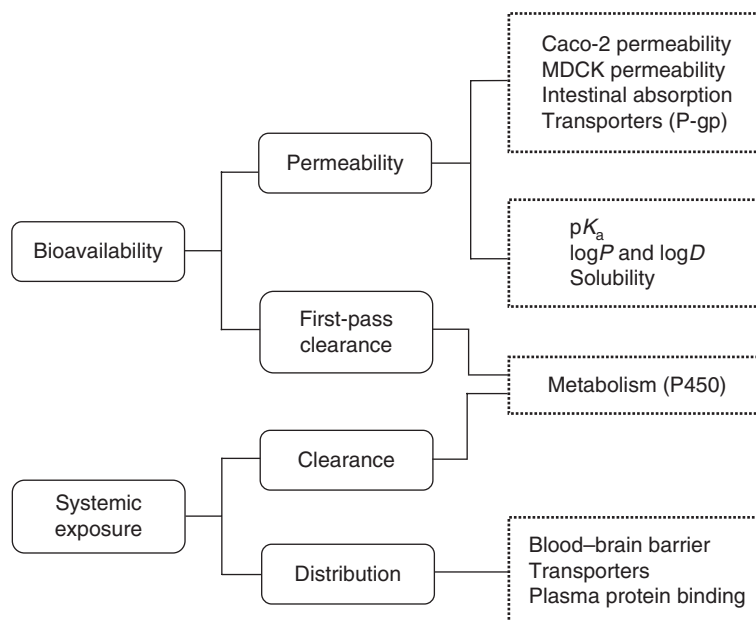 Caco-2 permeability
MDCK permeability
Intestinal absorption
Transporters (P-gp)
Permeability
Bioavailability
pKa
logP and logD
Solubility
First-pass
clearance
Metabolism (P450)
Clearance
Systemic
exposure
Distribution
Blood–brain barrier
Transporters
Plasma protein binding